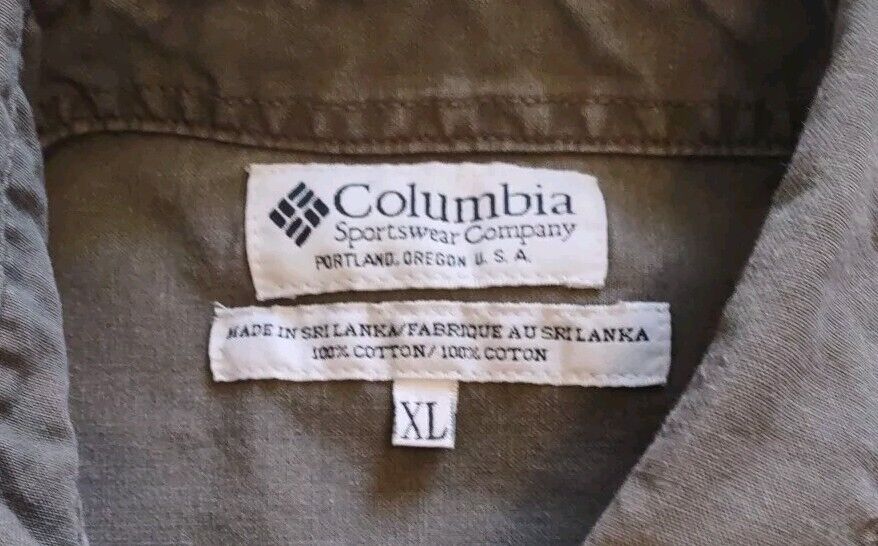 Columbia
Sportswear Company
PORTLAND, OREGON U. S. A.
MADE IN SRI LANKA/FABRIQUE AU SRI LANKA
100% COTTON/100% COTON
XL